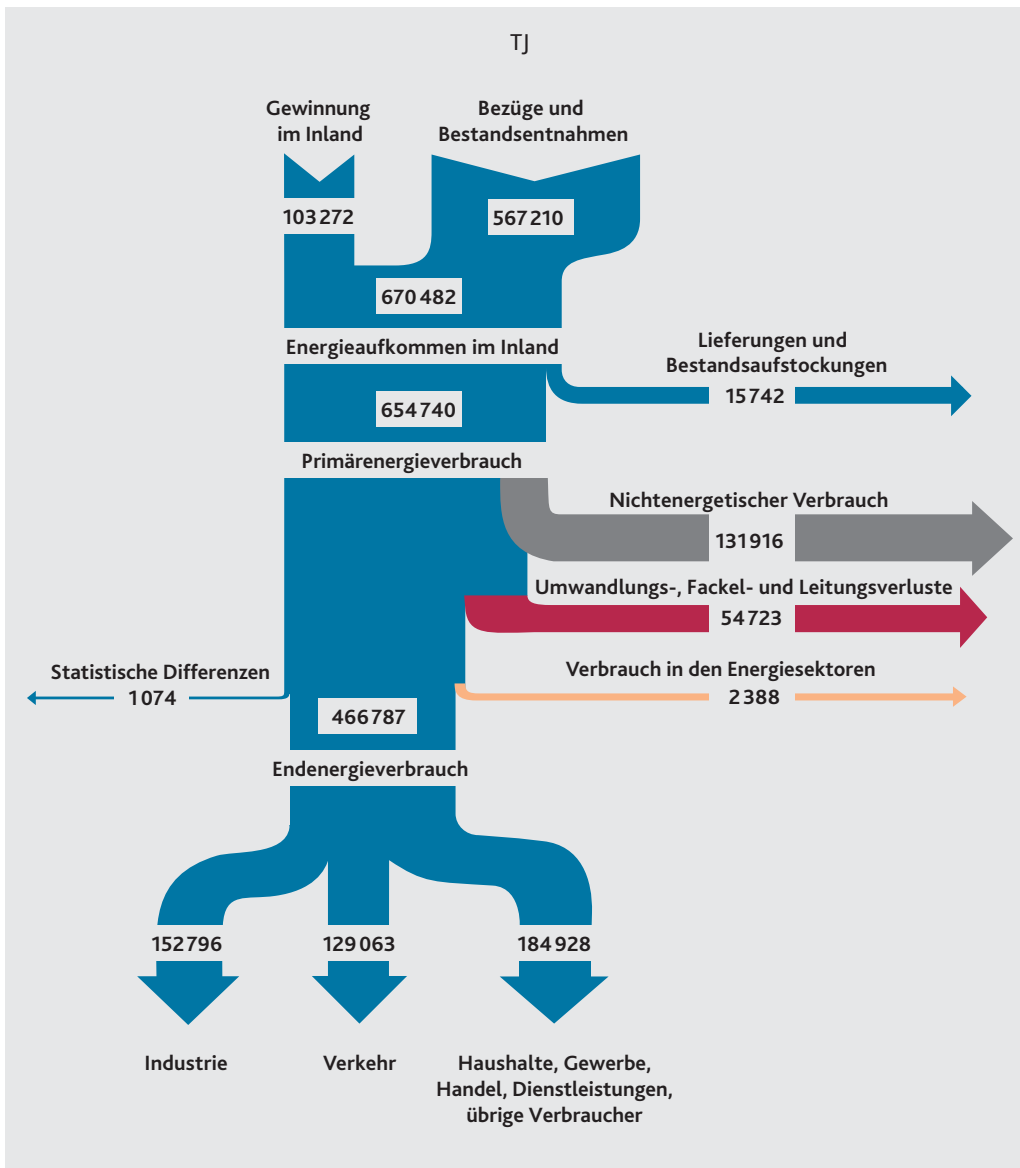 TJ
Gewinnung
im Inland
Bezüge und
Bestandsentnahmen
103 272
567 210
670 482
Energieaufkommen im Inland
Lieferungen und
Bestandsaufstockungen
15 742
654 740
Primärenergieverbrauch
Nichtenergetischer Verbrauch
131 916
Umwandlungs-, Fackel- und Leitungsverluste
54 723
Statistische Differenzen
1 074
Verbrauch in den Energiesektoren
2 388
466 787
Endenergieverbrauch
152 796
129 063
184 928
Industrie
Verkehr
Haushalte, Gewerbe,
Handel, Dienstleistungen,
übrige Verbraucher